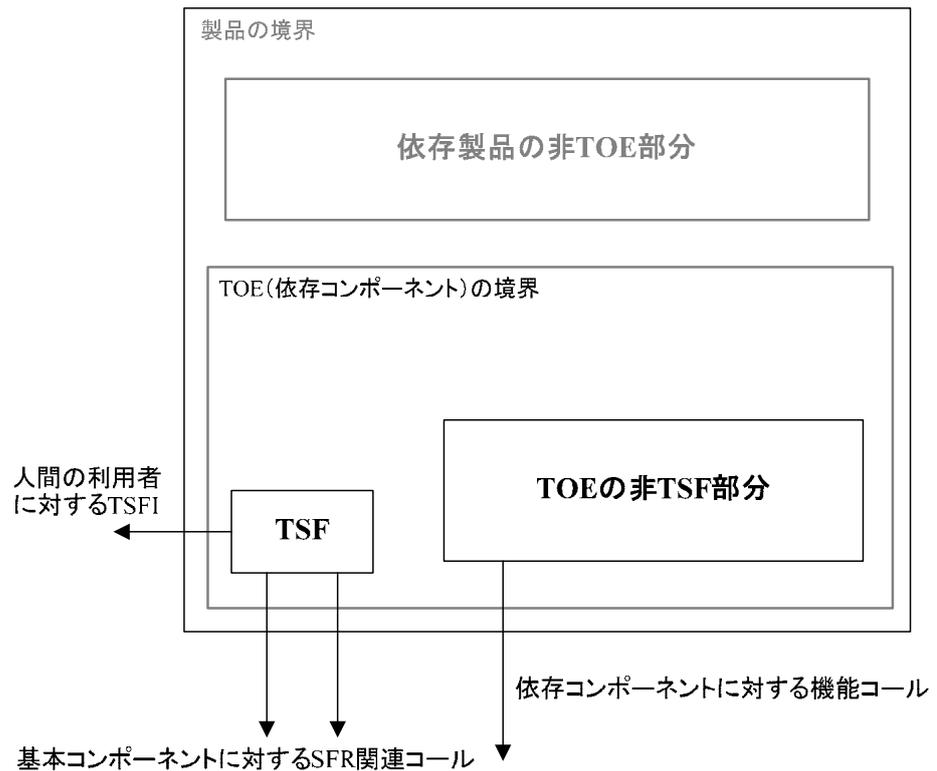 製品の境界
依存製品の非TOE部分
TOE(依存コンポーネント)の境界
TOEの非TSF部分
人間の利用者
に対するTSFI
TSF
依存コンポーネントに対する機能コール
基本コンポーネントに対するSFR関連コール